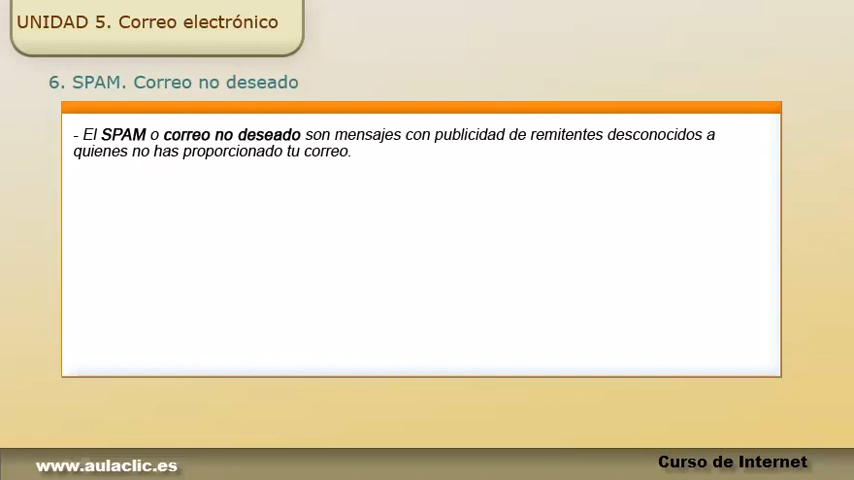 UNIDAD 5. Correo electrónico
6. SPAM. Correo no deseado
- El SPAM o correo no deseado son mensajes con publicidad de remitentes desconocidos a
quienes no has proporcionado tu correo.
www.aulaclic.es
Curso de Internet